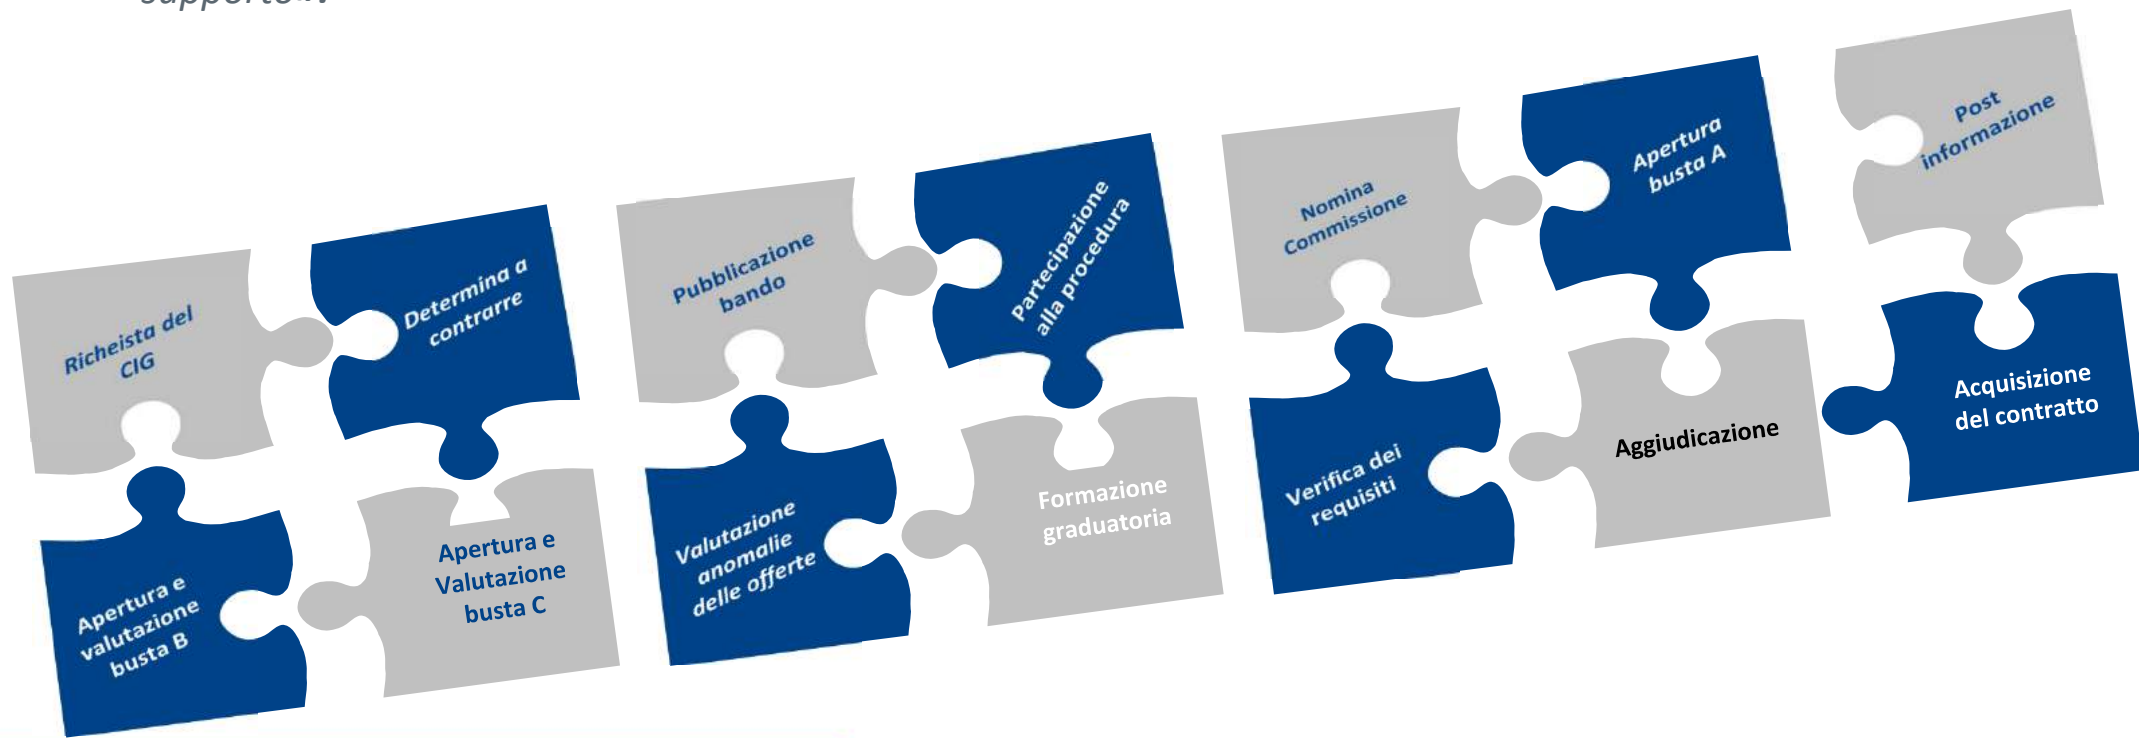 Richeista del
CIG
Determina a
contrarre
Pubblicazione
bando
Partecipazione
alla procedura
Nomina
Commissione
Apertura
busta A
Post
informazione
Apertura e
valutazione
busta B
Apertura e
Valutazione
busta C
Valutazione
anomalie
delle offerte
Formazione
graduatoria
Verifica dei
requisiti
Aggiudicazione
Acquisizione
del contratto